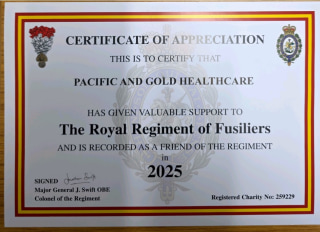 CERTIFICATE OF APPRECIATION
THIS IS TO CERTIFY THAT
PACIFIC AND GOLD HEALTHCARE
HAS GIVEN VALUABLE SUPPORT TO
The Royal Regiment of Fusiliers
AND IS RECORDED AS A FRIEND OF THE REGIMENT
in
2025
SIGNED
Major General J. Swift OBE
Colonel of the Regiment
Registered Charity No: 259229